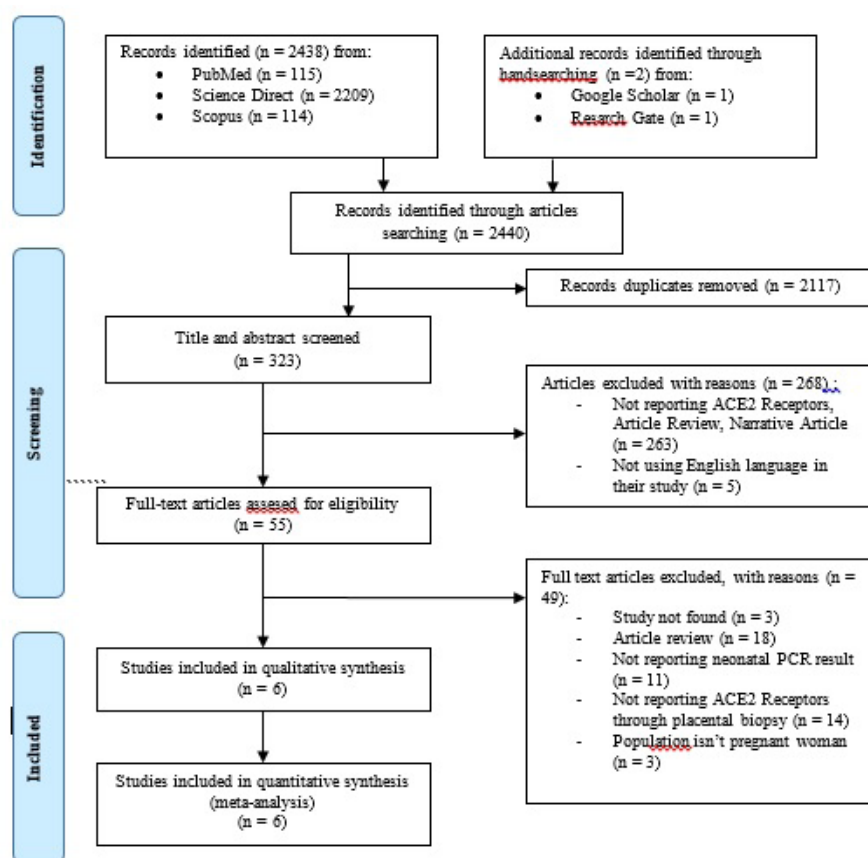 Identification
Records identified (n = 2438) from:
• PubMed (n = 115)
• Science Direct (n = 2209)
• Scopus (n = 114)
Additional records identified through
handsearching (n =2) from:
• Google Scholar (n = 1)
• Resarch Gate (n = 1)
Records identified through articles
searching (n = 2440)
Screening
Records duplicates removed (n = 2117)
Title and abstract screened
(n = 323)
Articles excluded with reasons (n = 268) :
- Not reporting ACE2 Receptors,
Article Review, Narrative Article
(n = 263)
- Not using English language in
their study (n = 5)
Full-text articles assesed for eligibility
(n = 55)
Full text articles excluded, with reasons (n =
49):
- Study not found (n = 3)
- Article review (n = 18)
- Not reporting neonatal PCR result
(n = 11)
- Not reporting ACE2 Receptors
through placental biopsy (n = 14)
- Population isn't pregnant woman
(n = 3)
Included
Studies included in qualitative synthesis
(n = 6)
Studies included in quantitative synthesis
(meta-analysis)
(n = 6)